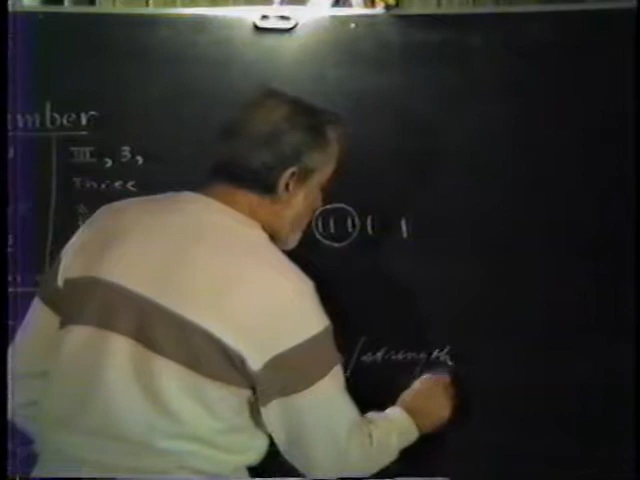 umber
III, 3,
three
/strength